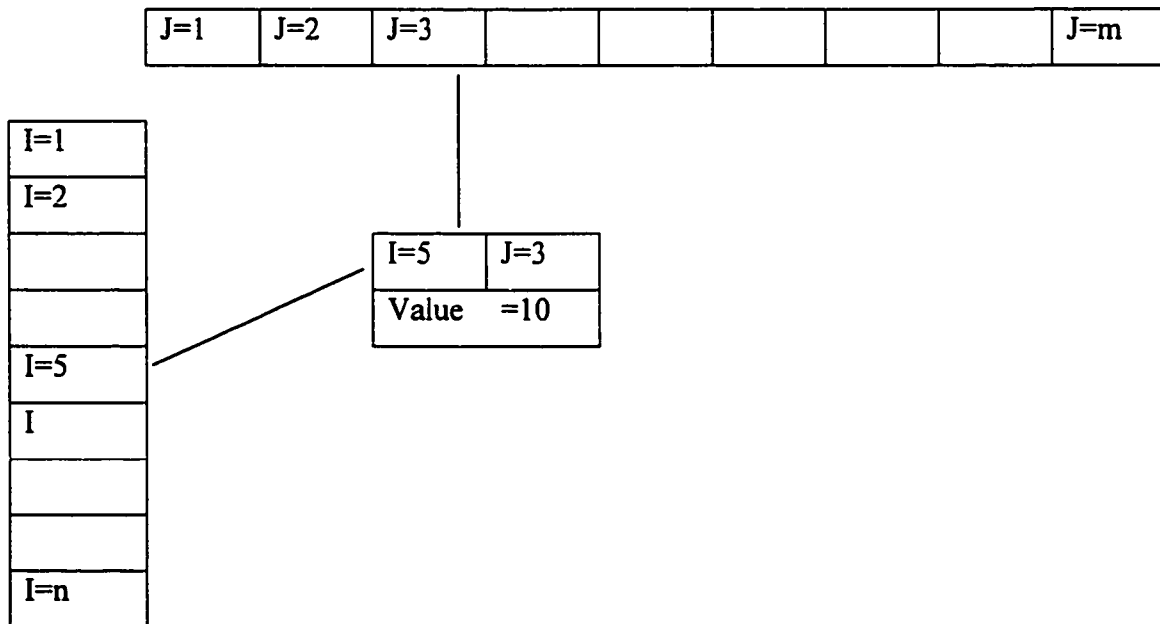 J=1 J=2 J=3 J=m
I=1
I=2
I=5 J=3
Value =10
I=5
I
I=n